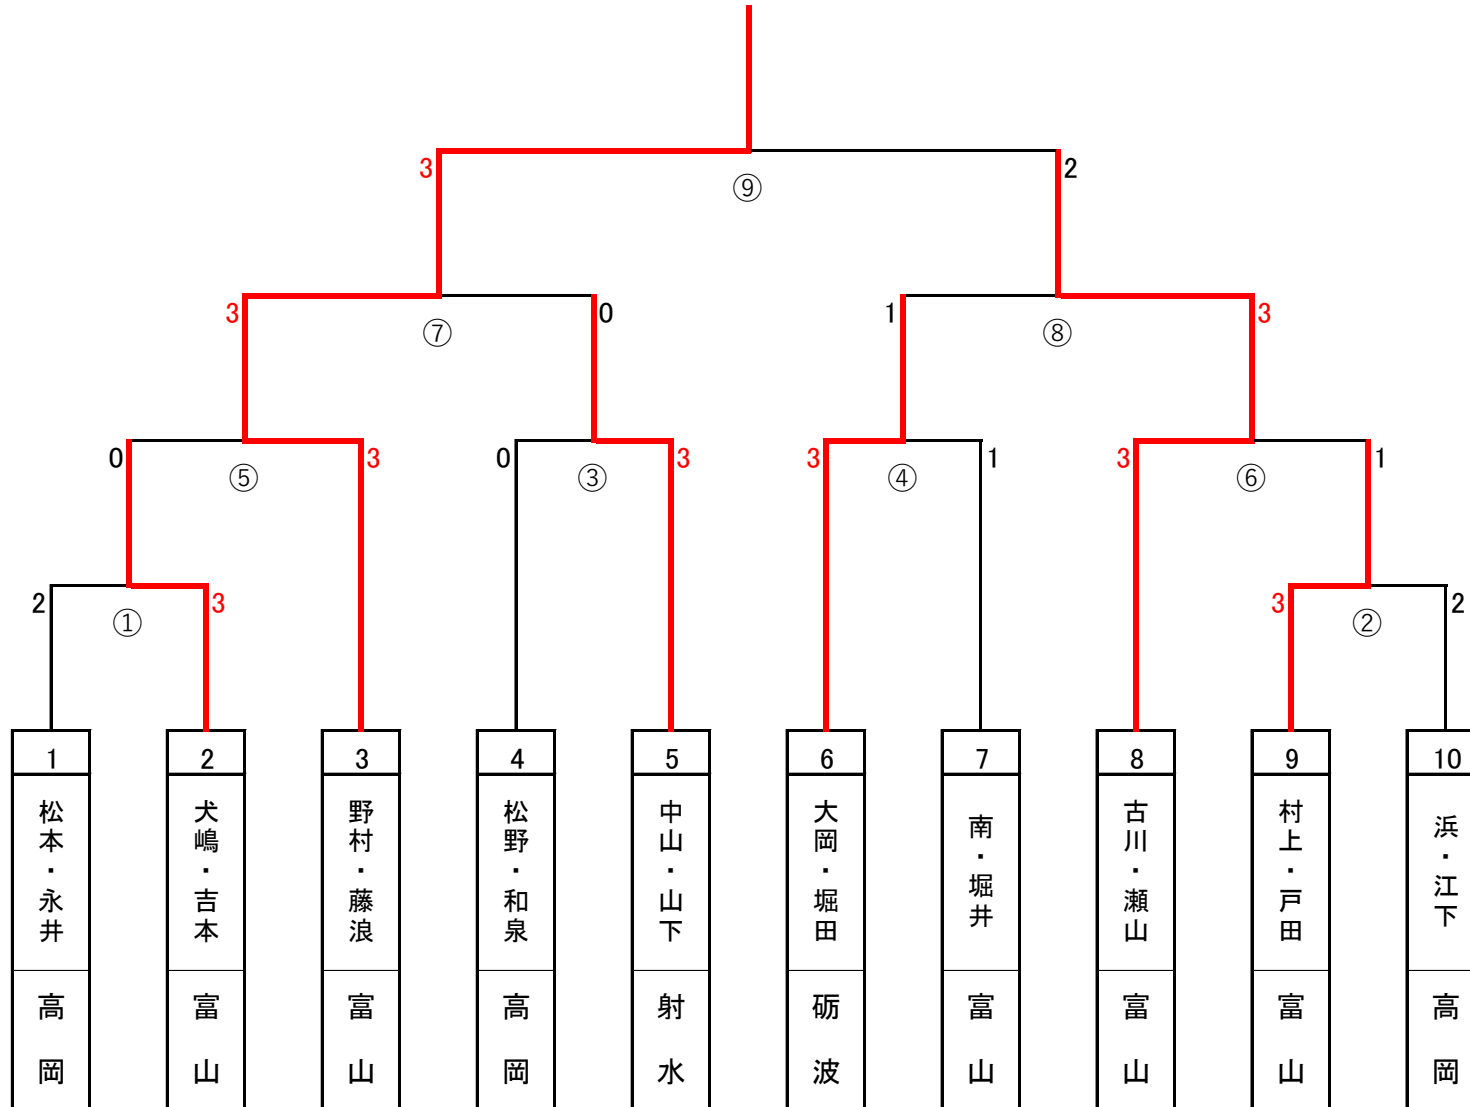 3
2
⑨
3
0
1
3
⑦
⑧
0
3
0
3
3
1
3
1
⑤
③
④
⑥
2
3
3
2
①
②
1
2
3
4
5
6
7
8
9
10
松本・永井
犬嶋・吉本
野村・藤浪
松野・和泉
中山・山下
大岡・堀田
南・堀井
古川・瀬山
村上・戸田
浜・江下
高岡
富山
富山
高岡
射水
砺波
富山
富山
富山
高岡